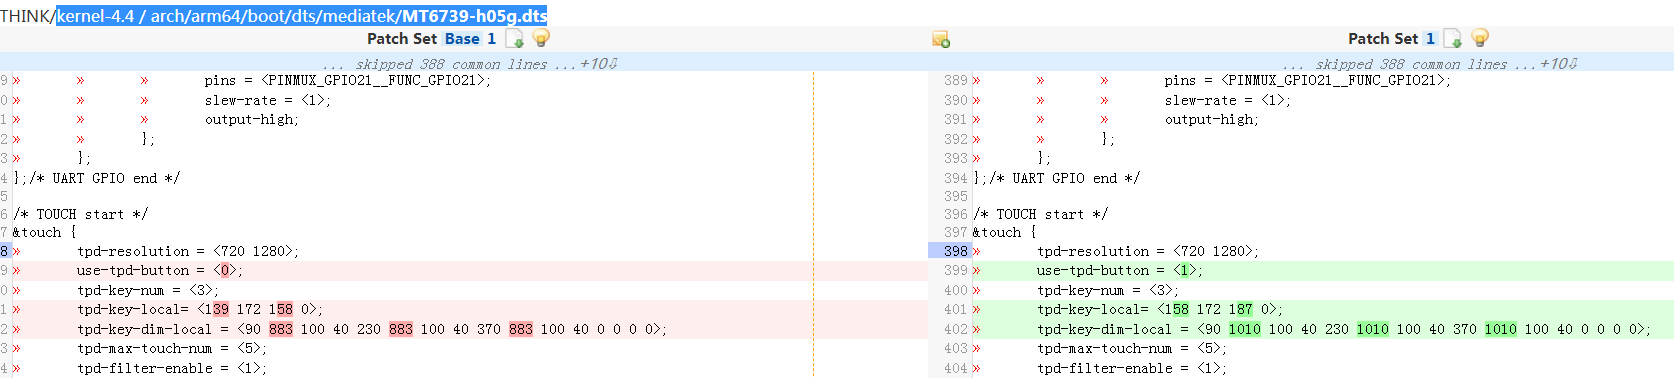 THINK/kernel-4.4 / arch/arm64/boot/dts/mediatek/MT6739-h05g.dts
Patch Set Base 1
Patch Set 1
... skipped 388 common lines ...+10⇩
... skipped 388 common lines ...+10⇩
9 » » » pins = <PINMUX_GPIO21__FUNC_GPIO21>;
0 » » » slew-rate = <1>;
1 » » » output-high;
2 » » };
3 » };
4 };/* UART GPIO end */
5
6 /* TOUCH start */
7 &touch {
8 » tpd-resolution = <720 1280>;
9 » use-tpd-button = <0>;
0 » tpd-key-num = <3>;
1 » tpd-key-local= <139 172 158 0>;
2 » tpd-key-dim-local = <90 883 100 40 230 883 100 40 370 883 100 40 0 0 0 0>;
3 » tpd-max-touch-num = <5>;
4 » tpd-filter-enable = <1>;
389 » » » pins = <PINMUX_GPIO21__FUNC_GPIO21>;
390 » » » slew-rate = <1>;
391 » » » output-high;
392 » » };
393 » };
394 };/* UART GPIO end */
395
396 /* TOUCH start */
397 &touch {
398 » tpd-resolution = <720 1280>;
399 » use-tpd-button = <1>;
400 » tpd-key-num = <3>;
401 » tpd-key-local= <158 172 187 0>;
402 » tpd-key-dim-local = <90 1010 100 40 230 1010 100 40 370 1010 100 40 0 0 0 0>;
403 » tpd-max-touch-num = <5>;
404 » tpd-filter-enable = <1>;